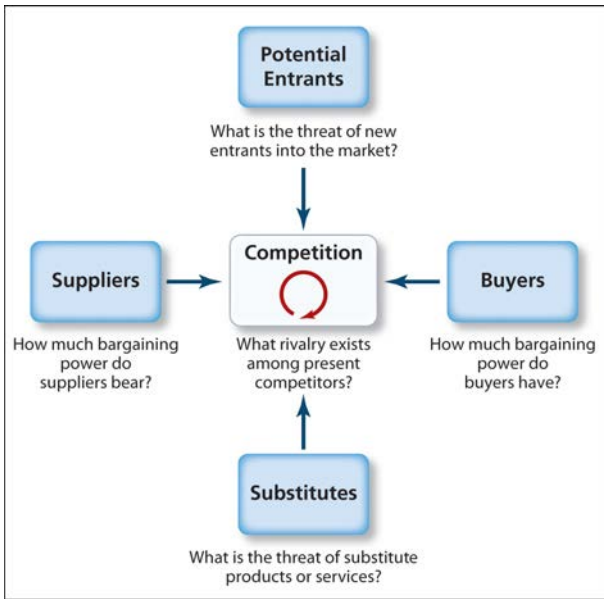 Potential
Entrants
What is the threat of new
entrants into the market?
Suppliers
How much bargaining
power do
suppliers bear?
Competition
What rivalry exists
among present
competitors?
Buyers
How much bargaining
power do
buyers have?
Substitutes
What is the threat of substitute
products or services?